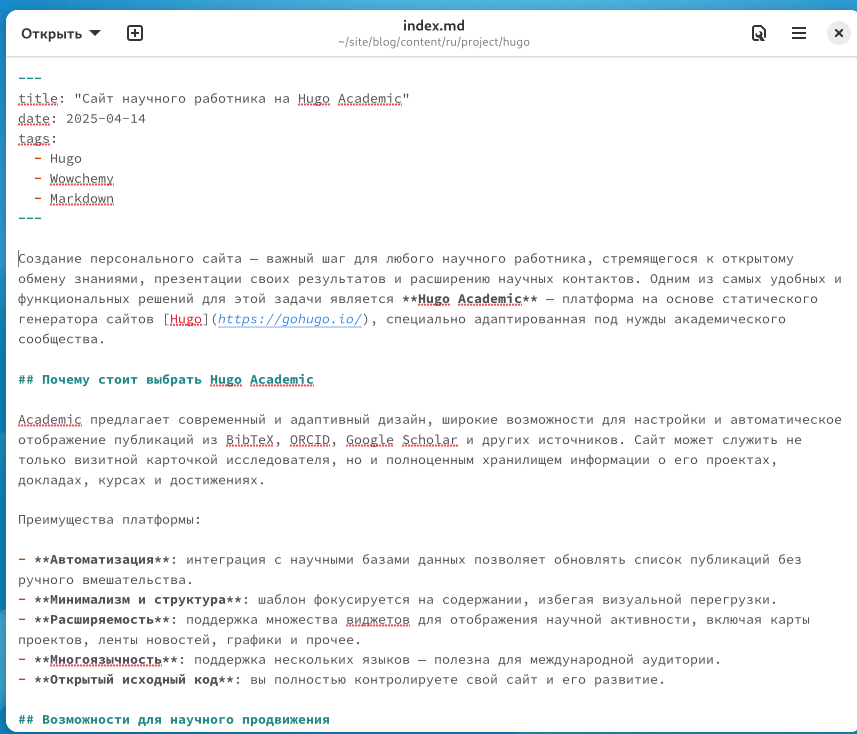 Открыть
index.md
~/site/blog/content/ru/project/hugo
---
title: "Сайт научного работника на Hugo Academic"
date: 2025-04-14
tags:
  - Hugo
  - Wowchemy
  - Markdown
---
Создание персонального сайта — важный шаг для любого научного работника, стремящегося к открытому
обмену знаниями, презентации своих результатов и расширению научных контактов. Одним из самых удобных и
функциональных решений для этой задачи является **Hugo Academic** — платформа на основе статического
генератора сайтов [Hugo](https://gohugo.io/), специально адаптированная под нужды академического
сообщества.
## Почему стоит выбрать Hugo Academic
Academic предлагает современный и адаптивный дизайн, широкие возможности для настройки и автоматическое
отображение публикаций из BibTeX, ORCID, Google Scholar и других источников. Сайт может служить не
только визитной карточкой исследователя, но и полноценным хранилищем информации о его проектах,
докладах, курсах и достижениях.
Преимущества платформы:
- **Автоматизация**: интеграция с научными базами данных позволяет обновлять список публикаций без
ручного вмешательства.
- **Минимализм и структура**: шаблон фокусируется на содержании, избегая визуальной перегрузки.
- **Расширяемость**: поддержка множества виджетов для отображения научной активности, включая карты
проектов, ленты новостей, графики и прочее.
- **Многоязычность**: поддержка нескольких языков — полезна для международной аудитории.
- **Открытый исходный код**: вы полностью контролируете свой сайт и его развитие.
## Возможности для научного продвижения